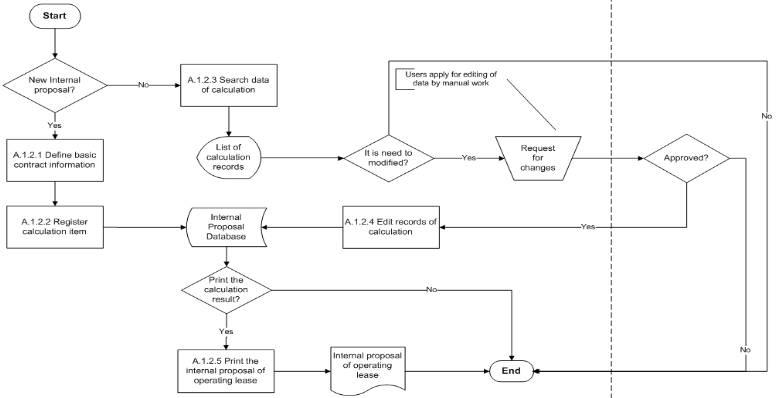 Start
New Internal
proposal?
No
A.1.2.3 Search data
of calculation
Users apply for editing of
data by manual work
No
Yes
A.1.2.1 Define basic
contract information
List of
calculation
records
It is need to
modified?
Yes
Request
for
changes
Approved?
A.1.2.2 Register
calculation item
Internal
Proposal
Database
A.1.2.4 Edit records of
calculation
Yes
Print the
calculation
result?
No
Yes
No
A.1.2.5 Print the
internal proposal of
operating lease
Internal proposal
of operating
lease
End